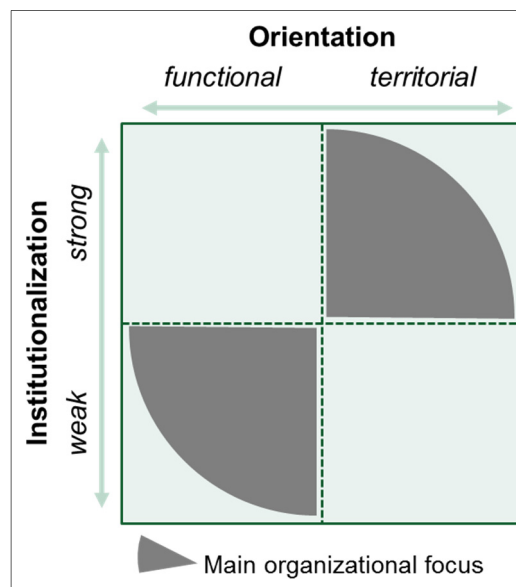 Orientation
functional territorial
Institutionalization
strong
weak
Main organizational focus